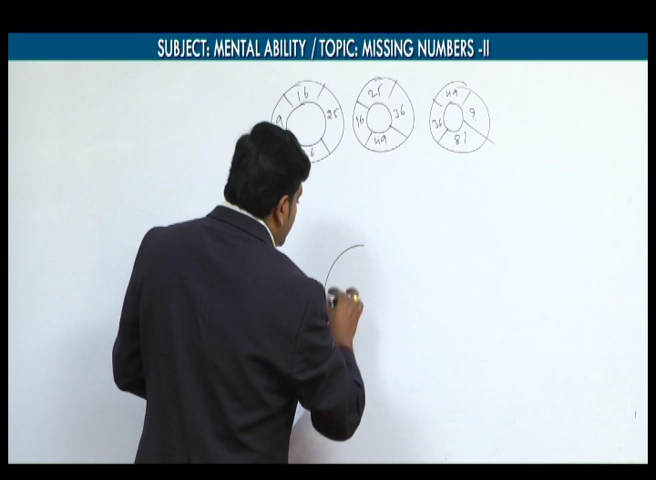 SUBJECT: MENTAL ABILITY / TOPIC: MISSING NUMBERS -II
16 25 49
9 25 16 36 36 9
6 49 81